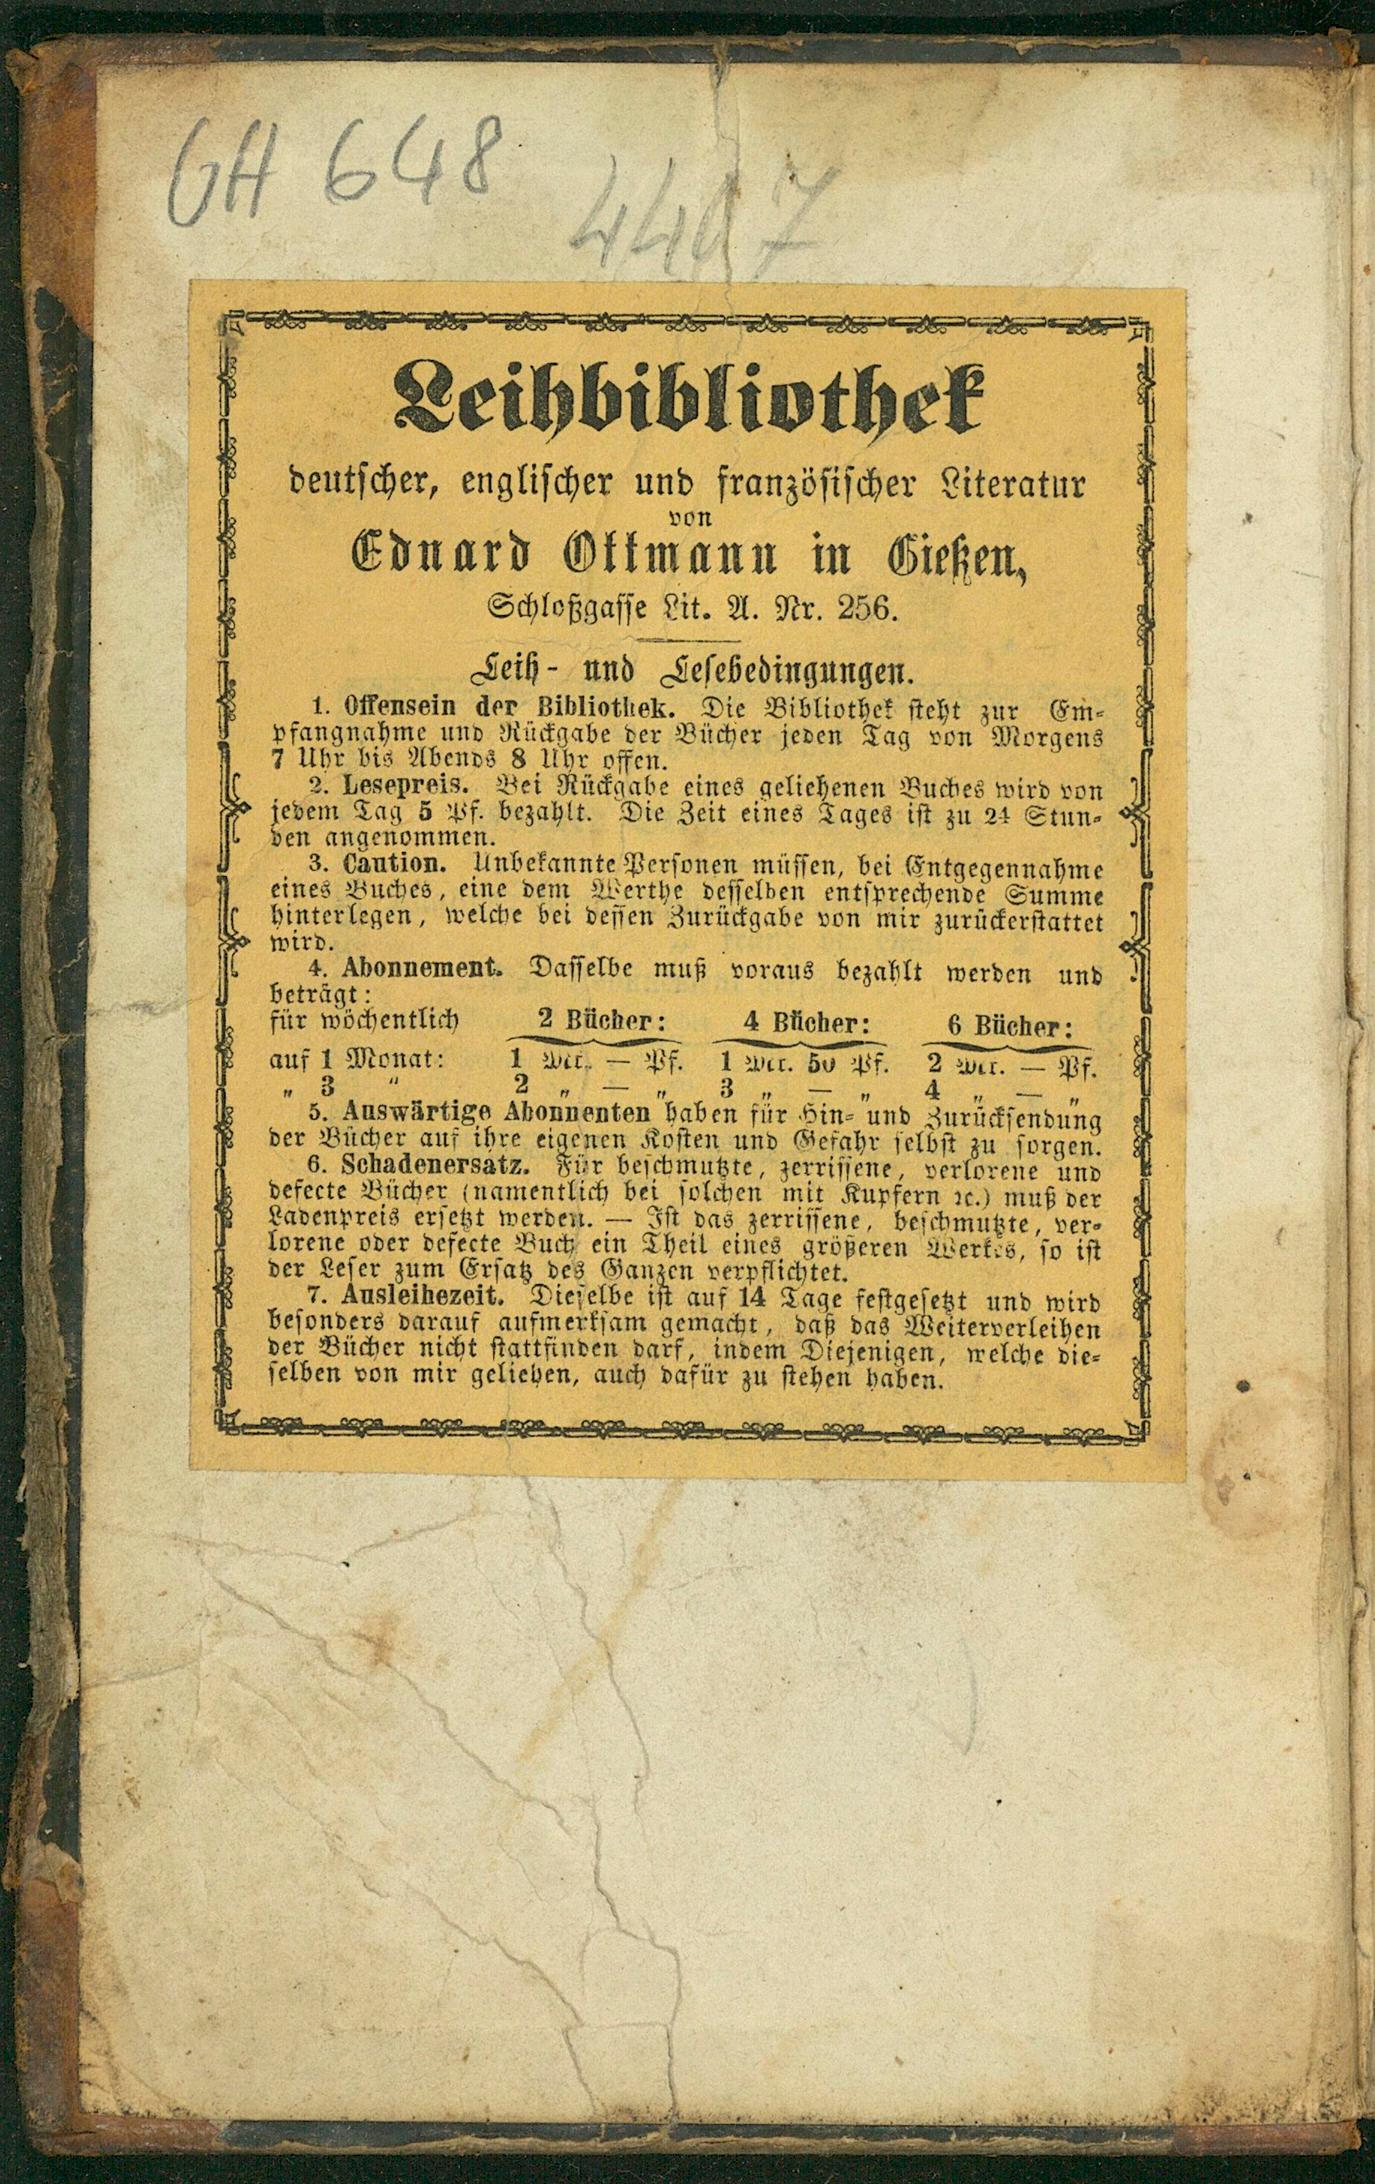 GH 648
4407
Leihbibliothek
deutscher, englischer und französischer Literatur
von
Eduard Ottmann in Gießen,
Schloßgasse Lit. A. Nr. 256.
Leih- und Lesebedingungen.
1. Offensein der Bibliothek. Die Bibliothek steht zur Em-
pfangnahme und Rückgabe der Bücher jeden Tag von Morgens
7 Uhr bis Abends 8 Uhr offen.
2. Lesepreis. Bei Rückgabe eines geliehenen Buches wird von
jedem Tag 5 Pf. bezahlt. Die Zeit eines Tages ist zu 24 Stun-
den angenommen.
3. Caution. Unbekannte Personen müssen, bei Entgegennahme
eines Buches, eine dem Werthe desselben entsprechende Summe
hinterlegen, welche bei dessen Zurückgabe von mir zurückerstattet
wird.
4. Abonnement. Dasselbe muß voraus bezahlt werden und
beträgt:
für wöchentlich 2 Bücher: 4 Bücher: 6 Bücher:
auf 1 Monat: 1 Mk. — Pf. 1 Mk. 50 Pf. 2 Mk. — Pf.
„ 3 „ 2 „ — „ 3 „ — „ 4 „ — „
5. Auswärtige Abonnenten haben für Hin- und Zurücksendung
der Bücher auf ihre eigenen Kosten und Gefahr selbst zu sorgen.
6. Schadenersatz. Für beschmutzte, zerrissene, verlorene und
defecte Bücher (namentlich bei solchen mit Kupfern ꝛc.) muß der
Ladenpreis ersetzt werden. — Ist das zerrissene, beschmutzte, ver-
lorene oder defecte Buch ein Theil eines größeren Werkes, so ist
der Leser zum Ersatz des Ganzen verpflichtet.
7. Ausleihezeit. Dieselbe ist auf 14 Tage festgesetzt und wird
besonders darauf aufmerksam gemacht, daß das Weiterverleihen
der Bücher nicht stattfinden darf, indem Diejenigen, welche die-
selben von mir geliehen, auch dafür zu stehen haben.